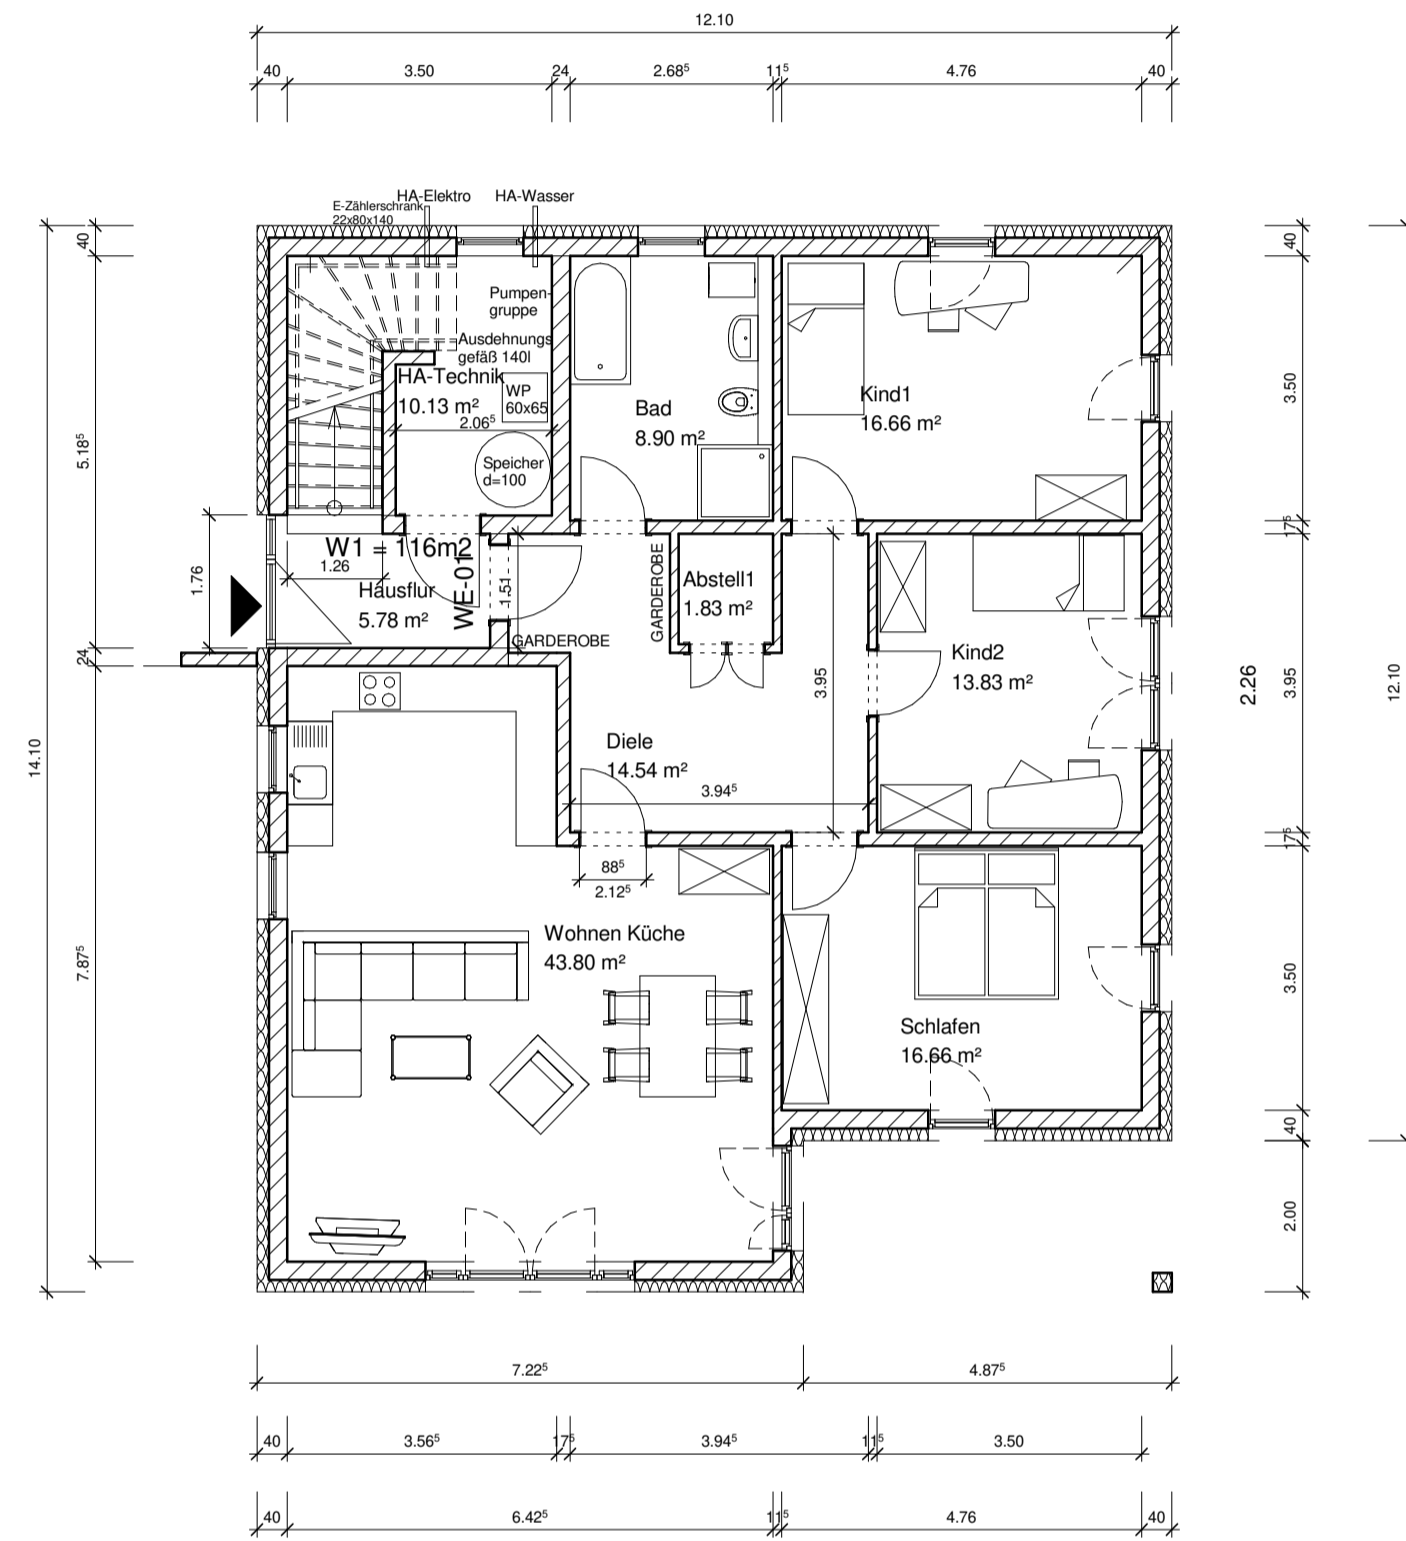 12.10
40 3.50 24 2.68⁵ 11⁵ 4.76 40
HA-Elektro HA-Wasser
E-Zählerschrank
22x80x140
40
5.18⁵
1.76
24
14.10
7.87⁵
Pumpen-
gruppe
Ausdehnungs
gefäß 140l
HA-Technik
10.13 m²
2.06⁵
WP
60x65
Speicher
d=100
Bad
8.90 m²
Kind1
16.66 m²
W1 = 116m2
1.26
Hausflur
5.78 m²
WE-01
1.51
GARDEROBE
GARDEROBE
Abstell1
1.83 m²
Kind2
13.83 m²
3.95
Diele
14.54 m²
3.94⁵
88⁵
2.12⁵
Wohnen Küche
43.80 m²
Schlafen
16.66 m²
40
3.50
17⁵
2.26
3.95
12.10
17⁵
3.50
40
2.00
7.22⁵ 4.87⁵
40 3.56⁵ 17⁵ 3.94⁵ 11⁵ 3.50
40 6.42⁵ 11⁵ 4.76 40